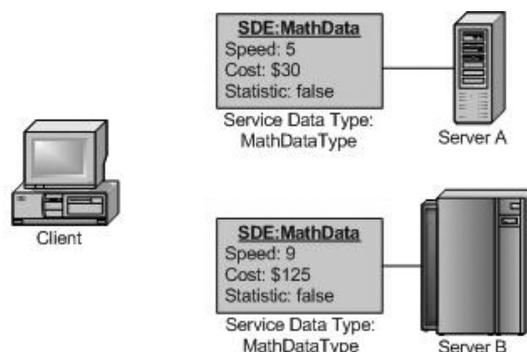 SDE:MathData
Speed: 5
Cost: $30
Statistic: false
Service Data Type:
MathDataType
Server A
Client
SDE:MathData
Speed: 9
Cost: $125
Statistic: false
Service Data Type:
MathDataType
Server B